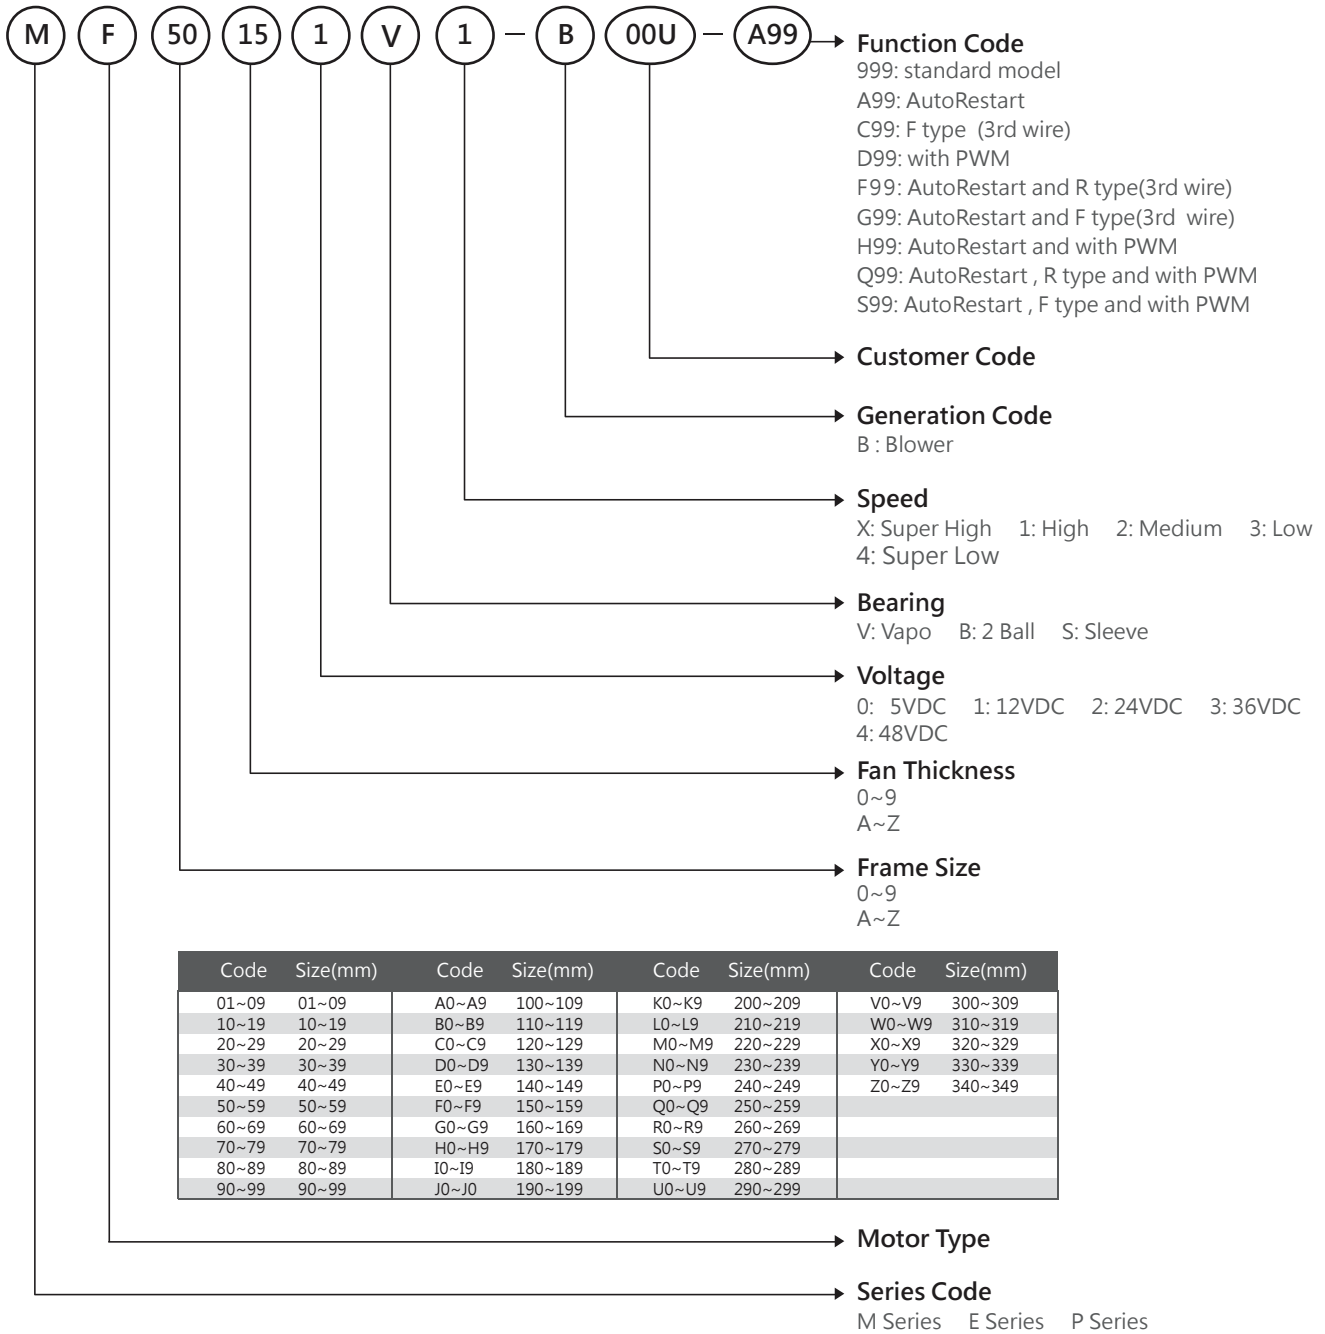 M F 50 15 1 V 1 – B 00U – A99
Function Code
999: standard model
A99: AutoRestart
C99: F type (3rd wire)
D99: with PWM
F99: AutoRestart and R type(3rd wire)
G99: AutoRestart and F type(3rd wire)
H99: AutoRestart and with PWM
Q99: AutoRestart , R type and with PWM
S99: AutoRestart , F type and with PWM
Customer Code
Generation Code
B : Blower
Speed
X: Super High 1: High 2: Medium 3: Low
4: Super Low
Bearing
V: Vapo B: 2 Ball S: Sleeve
Voltage
0: 5VDC 1: 12VDC 2: 24VDC 3: 36VDC
4: 48VDC
Fan Thickness
0~9
A~Z
Frame Size
0~9
A~Z
Code Size(mm) Code Size(mm) Code Size(mm) Code Size(mm)
01~09 01~09 A0~A9 100~109 K0~K9 200~209 V0~V9 300~309
10~19 10~19 B0~B9 110~119 L0~L9 210~219 W0~W9 310~319
20~29 20~29 C0~C9 120~129 M0~M9 220~229 X0~X9 320~329
30~39 30~39 D0~D9 130~139 N0~N9 230~239 Y0~Y9 330~339
40~49 40~49 E0~E9 140~149 P0~P9 240~249 Z0~Z9 340~349
50~59 50~59 F0~F9 150~159 Q0~Q9 250~259
60~69 60~69 G0~G9 160~169 R0~R9 260~269
70~79 70~79 H0~H9 170~179 S0~S9 270~279
80~89 80~89 I0~I9 180~189 T0~T9 280~289
90~99 90~99 J0~J0 190~199 U0~U9 290~299
Motor Type
Series Code
M Series E Series P Series